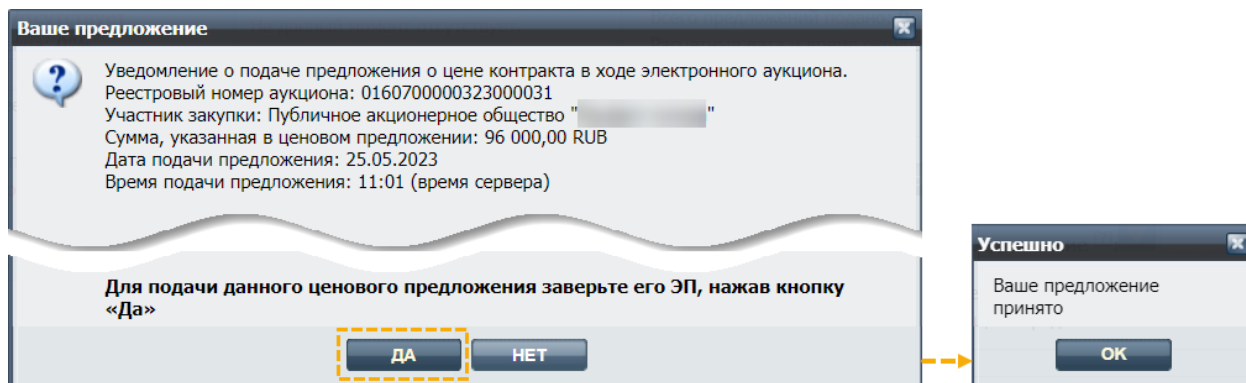 Ваше предложение
Уведомление о подаче предложения о цене контракта в ходе электронного аукциона.
Реестровый номер аукциона: 0160700000323000031
Участник закупки: Публичное акционерное общество " "
Сумма, указанная в ценовом предложении: 96 000,00 RUB
Дата подачи предложения: 25.05.2023
Время подачи предложения: 11:01 (время сервера)
Для подачи данного ценового предложения заверьте его ЭП, нажав кнопку
«Да»
ДА
НЕТ
Успешно
Ваше предложение
принято
ОК